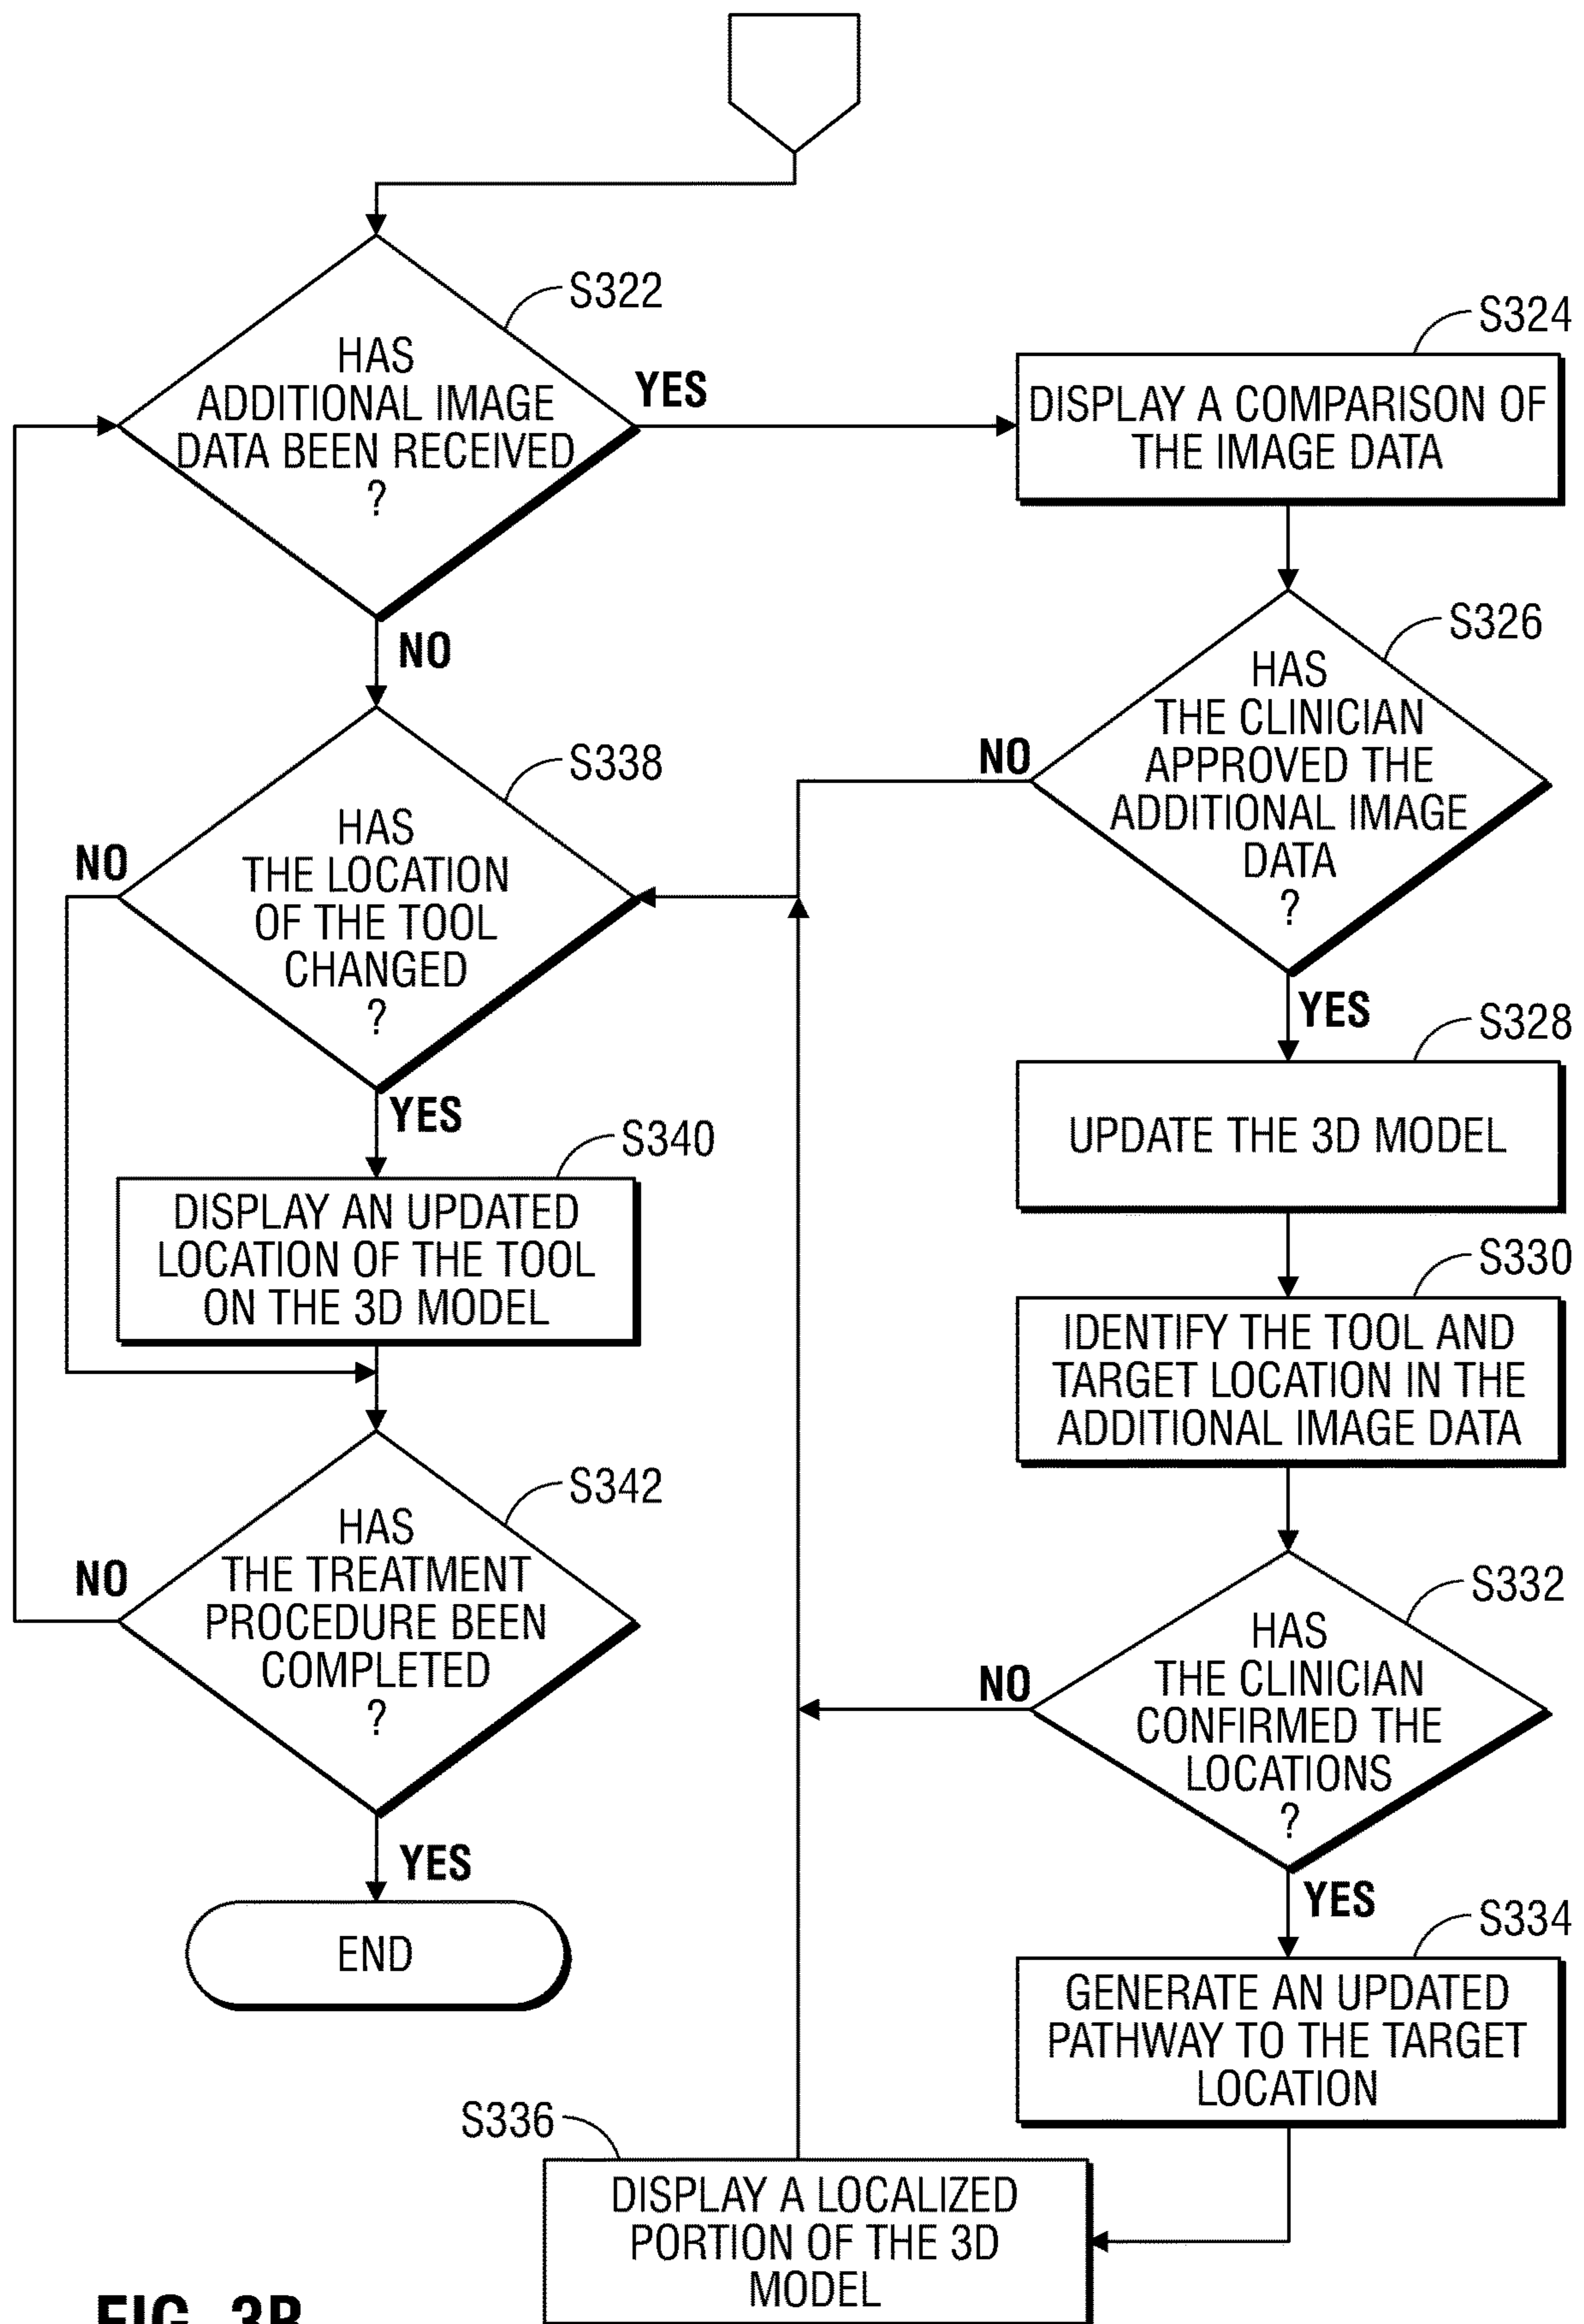 S322
HAS
ADDITIONAL IMAGE
DATA BEEN RECEIVED
?
YES
NO
S324
DISPLAY A COMPARISON OF
THE IMAGE DATA
S326
HAS
THE CLINICIAN
APPROVED THE
ADDITIONAL IMAGE
DATA
?
NO
YES
S338
HAS
THE LOCATION
OF THE TOOL
CHANGED
?
NO
YES
S328
UPDATE THE 3D MODEL
S340
DISPLAY AN UPDATED
LOCATION OF THE TOOL
ON THE 3D MODEL
S330
IDENTIFY THE TOOL AND
TARGET LOCATION IN THE
ADDITIONAL IMAGE DATA
S342
HAS
THE TREATMENT
PROCEDURE BEEN
COMPLETED
?
NO
YES
END
S332
HAS
THE CLINICIAN
CONFIRMED THE
LOCATIONS
?
NO
YES
S334
GENERATE AN UPDATED
PATHWAY TO THE TARGET
LOCATION
S336
DISPLAY A LOCALIZED
PORTION OF THE 3D
MODEL
FIG. 3B